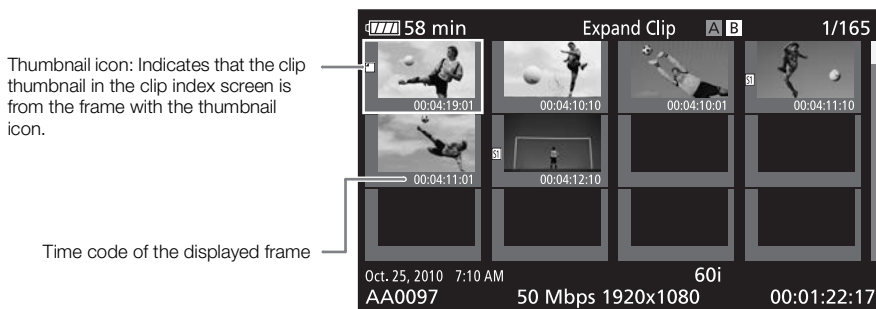 58 min Expand Clip A B 1/165
Thumbnail icon: Indicates that the clip
thumbnail in the clip index screen is
from the frame with the thumbnail
icon.
00:04:19:01 00:04:10:10 00:04:10:01 S1 00:04:11:10
00:04:11:01 S1 00:04:12:10
Time code of the displayed frame
Oct. 25, 2010 7:10 AM 60i
AA0097 50 Mbps 1920x1080 00:01:22:17